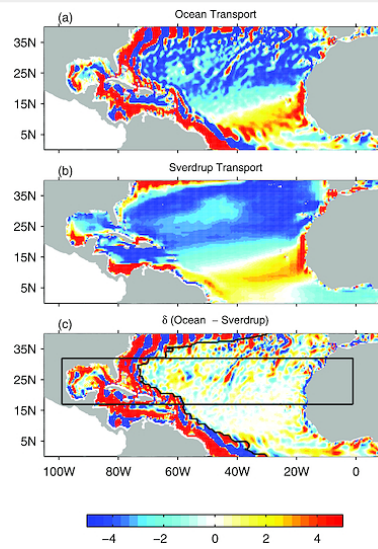 (a) Ocean Transport
35N
25N
15N
5N
(b) Sverdrup Transport
35N
25N
15N
5N
(c) δ (Ocean − Sverdrup)
35N
25N
15N
5N
100W 80W 60W 40W 20W 0
−4 −2 0 2 4